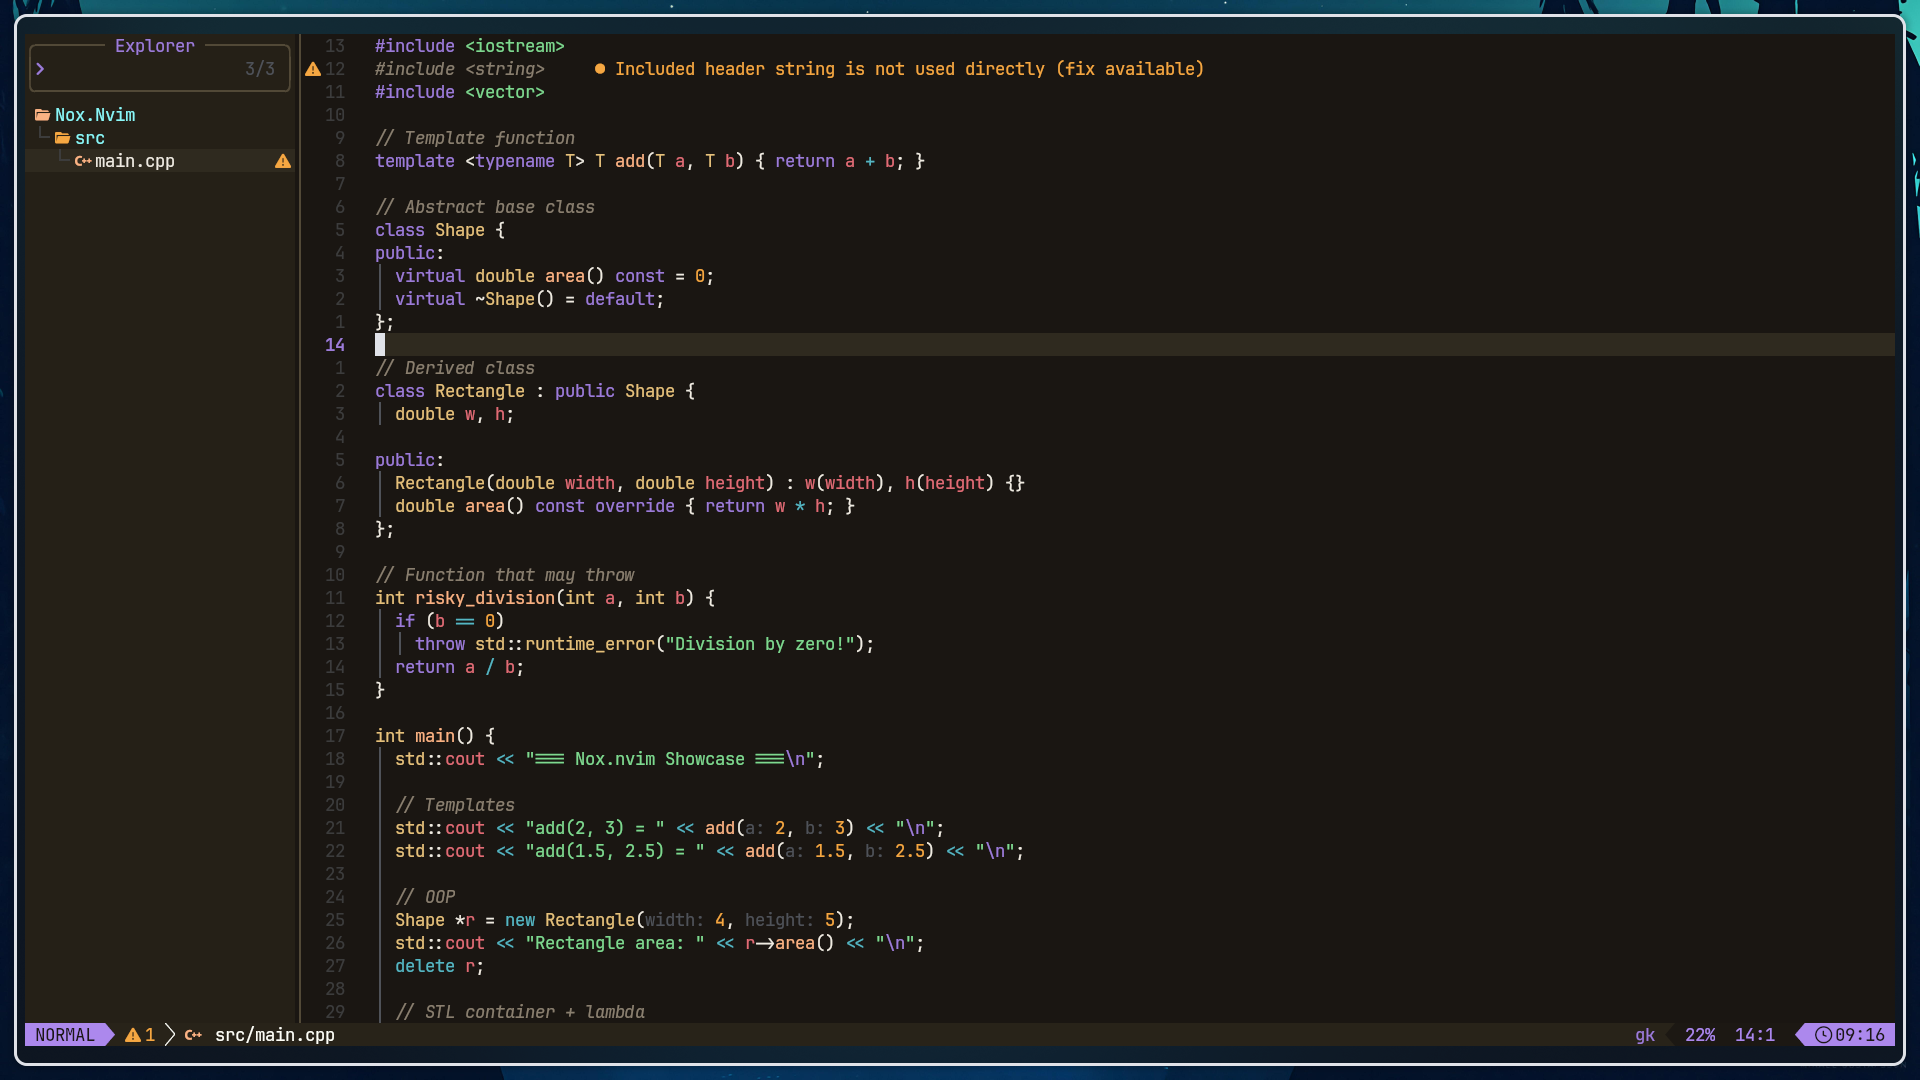 Explorer
3/3
Nox.Nvim
src
C++ main.cpp
13 #include <iostream>
12 #include <string> ● Included header string is not used directly (fix available)
11 #include <vector>
10
9 // Template function
8 template <typename T> T add(T a, T b) { return a + b; }
7
6 // Abstract base class
5 class Shape {
4 public:
3 virtual double area() const = 0;
2 virtual ~Shape() = default;
1 };
14
1 // Derived class
2 class Rectangle : public Shape {
3 double w, h;
4
5 public:
6 Rectangle(double width, double height) : w(width), h(height) {}
7 double area() const override { return w * h; }
8 };
9
10 // Function that may throw
11 int risky_division(int a, int b) {
12 if (b == 0)
13 throw std::runtime_error("Division by zero!");
14 return a / b;
15 }
16
17 int main() {
18 std::cout << "=== Nox.nvim Showcase ===\n";
19
20 // Templates
21 std::cout << "add(2, 3) = " << add(a: 2, b: 3) << "\n";
22 std::cout << "add(1.5, 2.5) = " << add(a: 1.5, b: 2.5) << "\n";
23
24 // OOP
25 Shape *r = new Rectangle(width: 4, height: 5);
26 std::cout << "Rectangle area: " << r->area() << "\n";
27 delete r;
28
29 // STL container + lambda
NORMAL 1 C++ src/main.cpp gk 22% 14:1 09:16